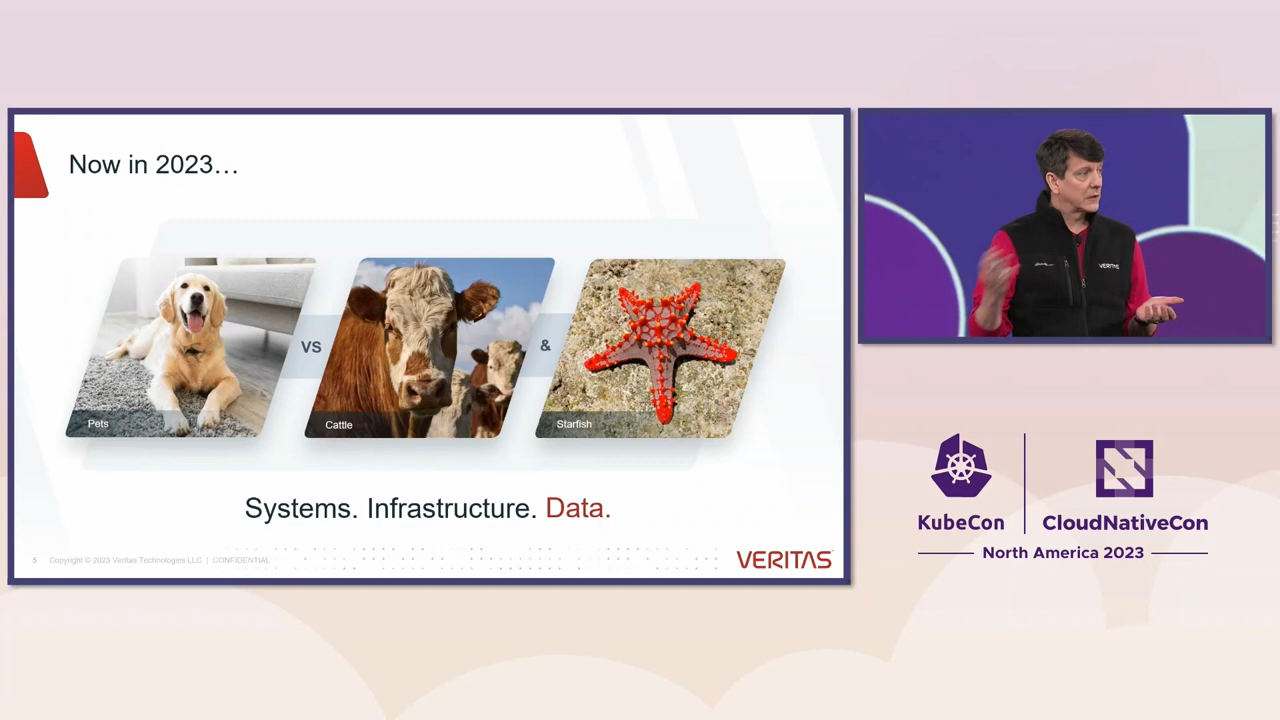 Now in 2023…
Pets
VS
Cattle
&
Starfish
Systems. Infrastructure. Data.
5 Copyright © 2023 Veritas Technologies LLC | CONFIDENTIAL
VERITAS
VERITAS
KubeCon
CloudNativeCon
North America 2023